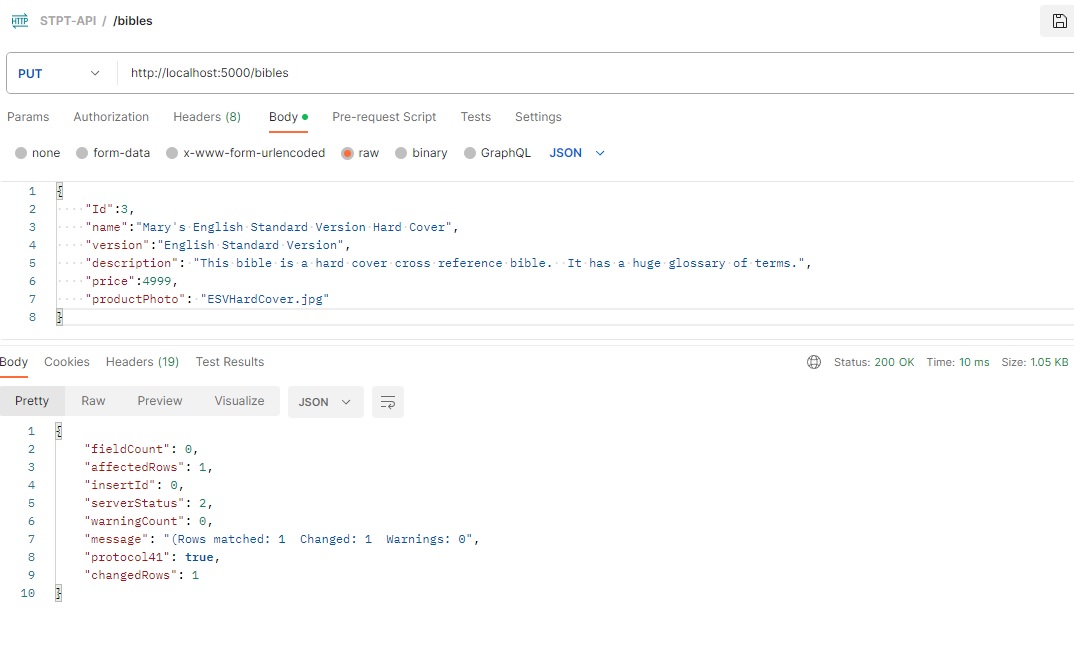 HTTP STPT-API / /bibles
PUT http://localhost:5000/bibles
Params Authorization Headers (8) Body Pre-request Script Tests Settings
none form-data x-www-form-urlencoded raw binary GraphQL JSON
1 {
2 "Id":3,
3 "name":"Mary's English Standard Version Hard Cover",
4 "version":"English Standard Version",
5 "description": "This bible is a hard cover cross reference bible.  It has a huge glossary of terms.",
6 "price":4999,
7 "productPhoto": "ESVHardCover.jpg"
8 }
Body Cookies Headers (19) Test Results Status: 200 OK Time: 10 ms Size: 1.05 KB
Pretty Raw Preview Visualize JSON
1 {
2 "fieldCount": 0,
3 "affectedRows": 1,
4 "insertId": 0,
5 "serverStatus": 2,
6 "warningCount": 0,
7 "message": "(Rows matched: 1  Changed: 1  Warnings: 0",
8 "protocol41": true,
9 "changedRows": 1
10 }